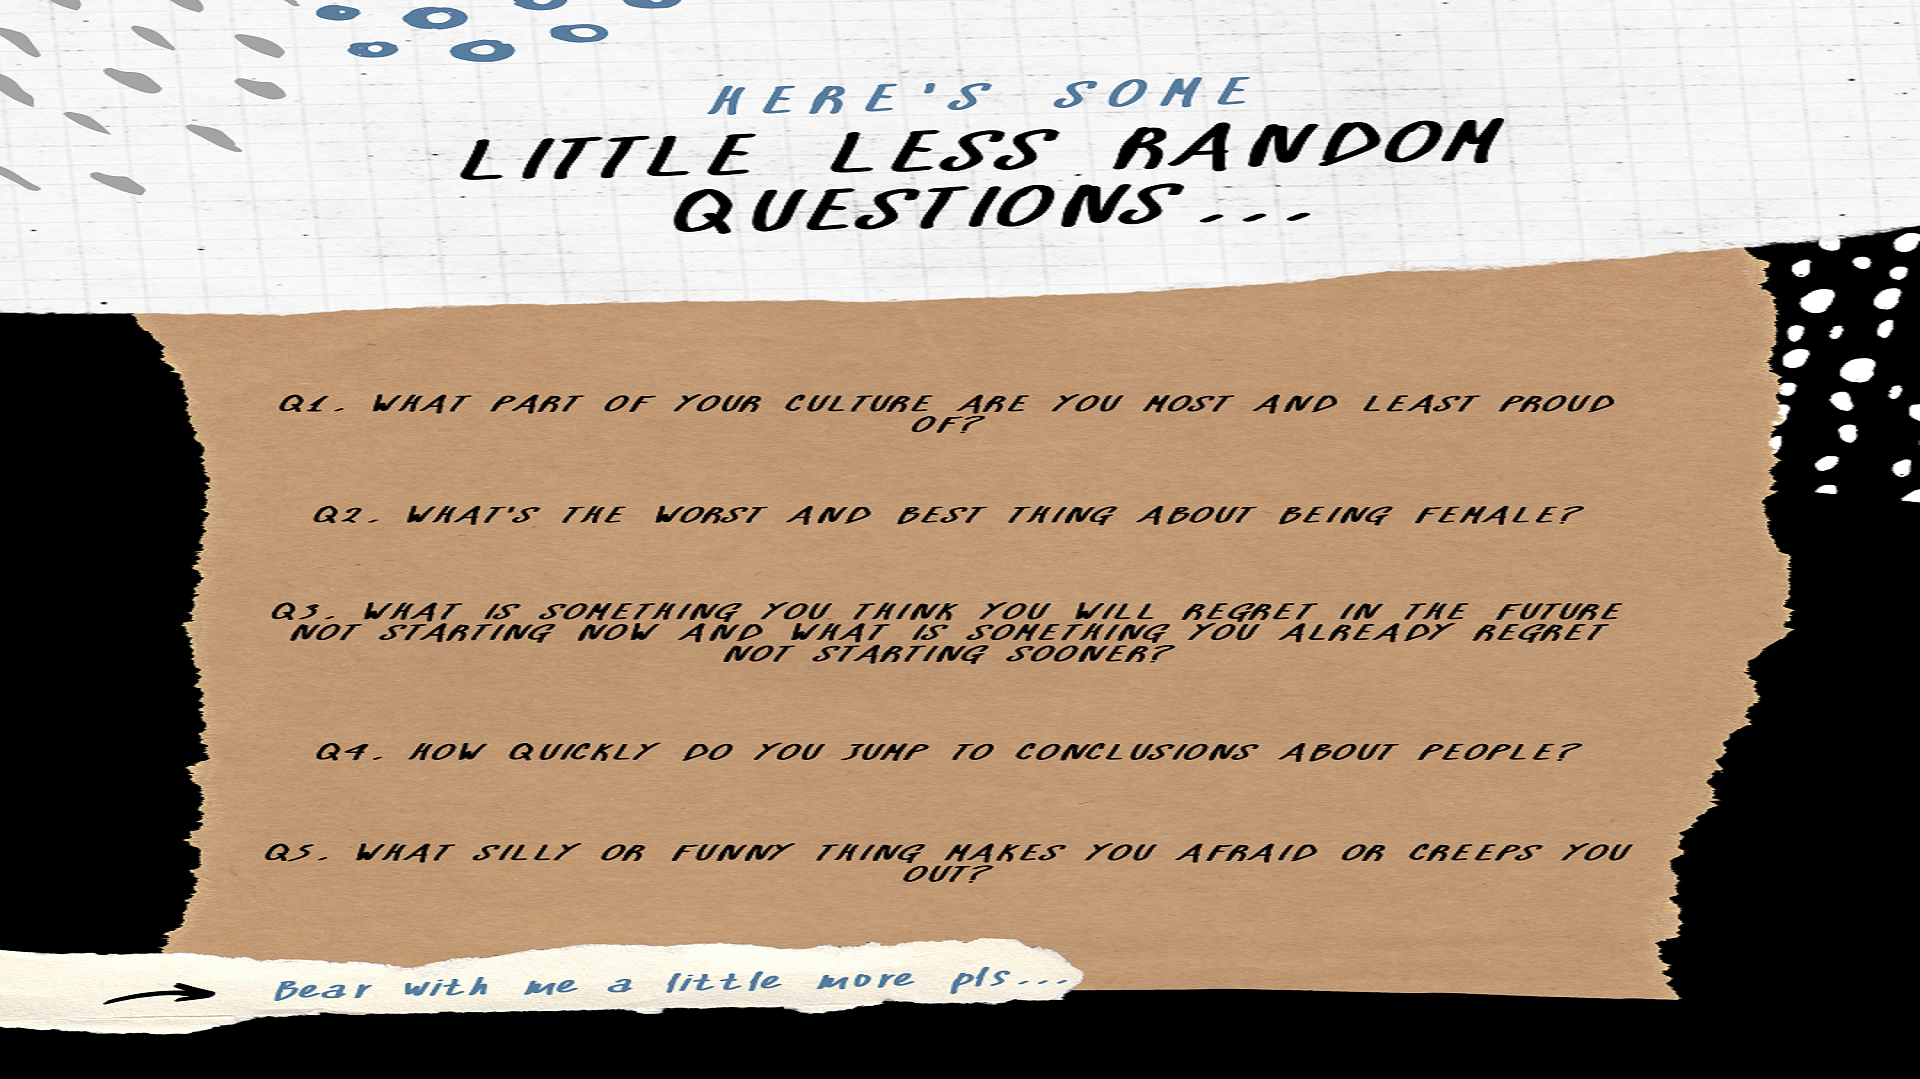 HERE'S SOME
LITTLE LESS RANDOM
QUESTIONS...
Q1. WHAT PART OF YOUR CULTURE ARE YOU MOST AND LEAST PROUD
OF?
Q2. WHAT'S THE WORST AND BEST THING ABOUT BEING FEMALE?
Q3. WHAT IS SOMETHING YOU THINK YOU WILL REGRET IN THE FUTURE
NOT STARTING NOW AND WHAT IS SOMETHING YOU ALREADY REGRET
NOT STARTING SOONER?
Q4. HOW QUICKLY DO YOU JUMP TO CONCLUSIONS ABOUT PEOPLE?
Q5. WHAT SILLY OR FUNNY THING MAKES YOU AFRAID OR CREEPS YOU
OUT?
Bear with me a little more pls...